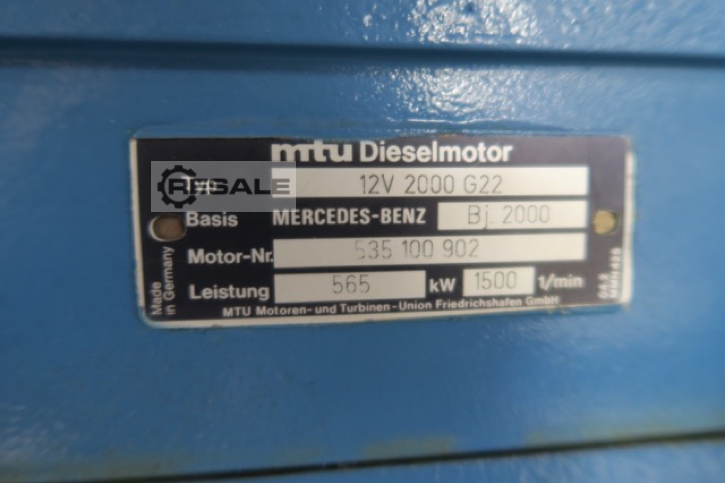 mtu Dieselmotor
RESALE
Typ 12V 2000 G22
Basis MERCEDES-BENZ Bj. 2000
Motor-Nr. 535 100 902
Leistung 565 kW 1500 1/min
MTU Motoren- und Turbinen-Union Friedrichshafen GmbH
Made
in Germany